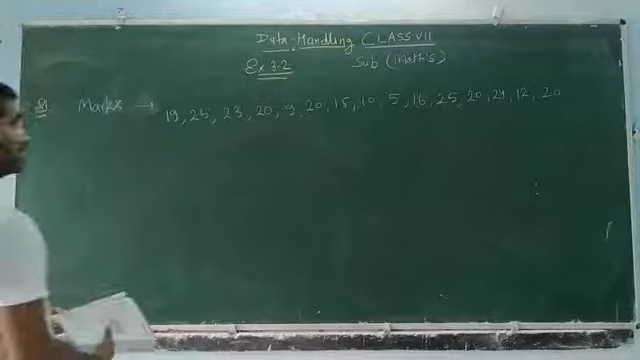 Data Handling CLASS VII
Ex 3.2 Sub (Maths)
Q1 Marks → 19, 25, 23, 20, 9, 20, 15, 10, 5, 16, 25, 20, 24, 12, 20